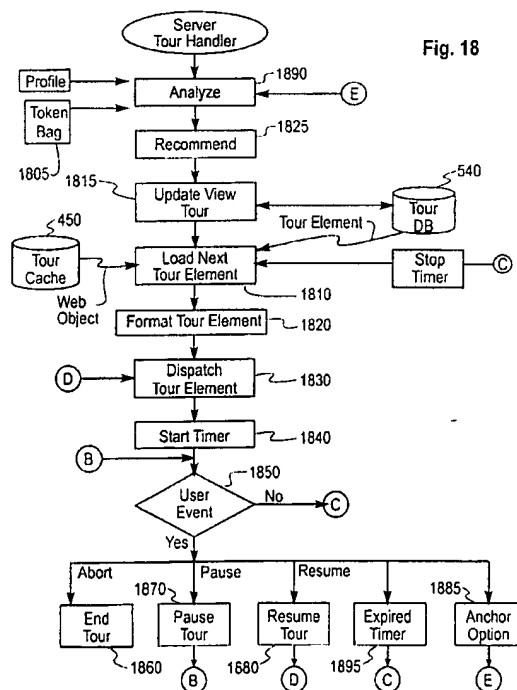 Server
Tour Handler
Fig. 18
Profile
1890
Analyze
E
Token
Bag
1825
Recommend
1805
1815
540
Update View
Tour
Tour
DB
450
Tour Element
Tour
Cache
Load Next
Tour Element
Stop
Timer
C
Web
Object
1810
Format Tour Element
1820
D
Dispatch
Tour Element
1830
Start Timer
1840
B
1850
User
Event
No
C
Yes
Abort
Pause
Resume
1870
1885
End
Tour
Pause
Tour
Resume
Tour
Expired
Timer
Anchor
Option
1860
B
1680
D
1895
C
E